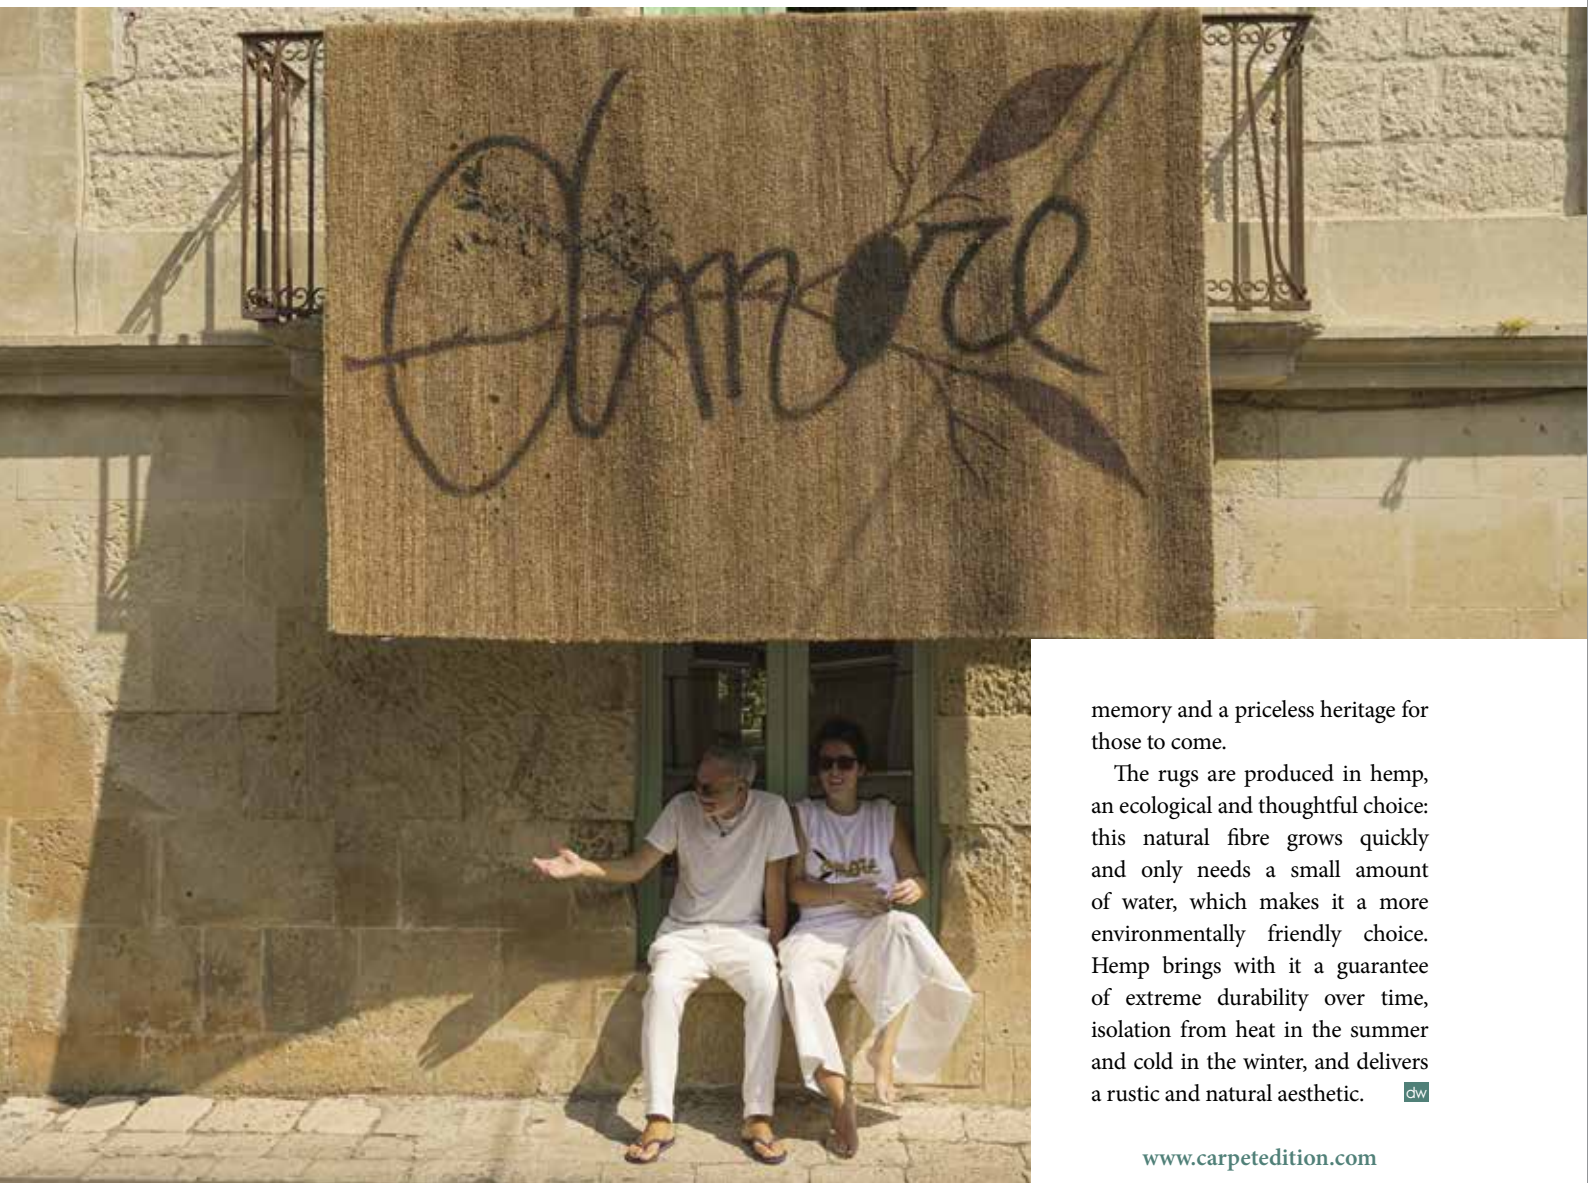 Amore
amore
memory and a priceless heritage for
those to come.
The rugs are produced in hemp,
an ecological and thoughtful choice:
this natural fibre grows quickly
and only needs a small amount
of water, which makes it a more
environmentally friendly choice.
Hemp brings with it a guarantee
of extreme durability over time,
isolation from heat in the summer
and cold in the winter, and delivers
a rustic and natural aesthetic.
dw
www.carpetedition.com